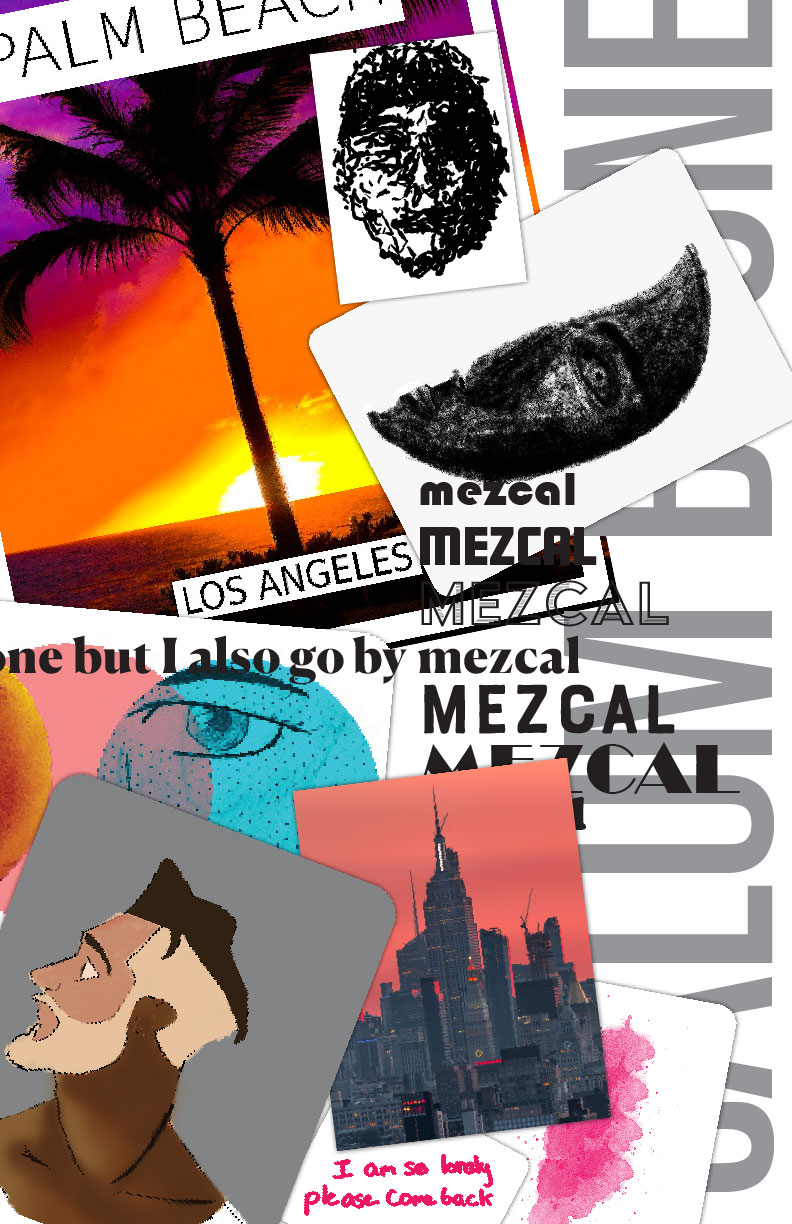 PALM BEACH
LOS ANGELES
mezcal
MEZCAL
MEZCAL
one but I also go by mezcal
MEZCAL
MEZCAL
CALUM
I am so lonely
please come back